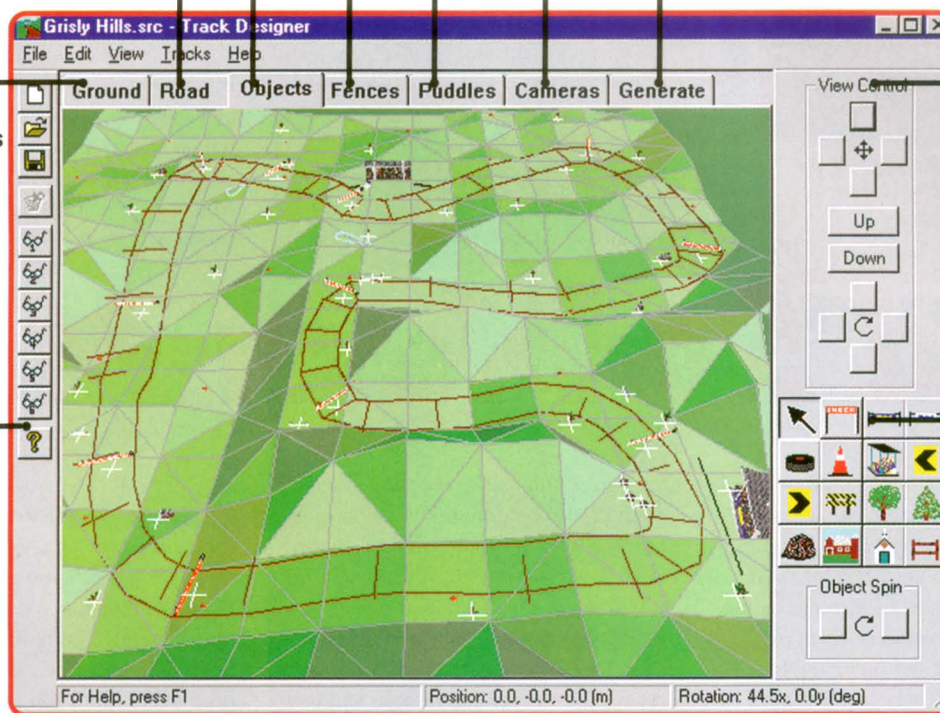 Grisly Hills.src - Track Designer
File Edit View Tracks Help
Ground Road Objects Fences Puddles Cameras Generate
View Control
Up
Down
CHECK
Object Spin
For Help, press F1
Position: 0.0, -0.0, -0.0 (m)
Rotation: 44.5x, 0.0y (deg)